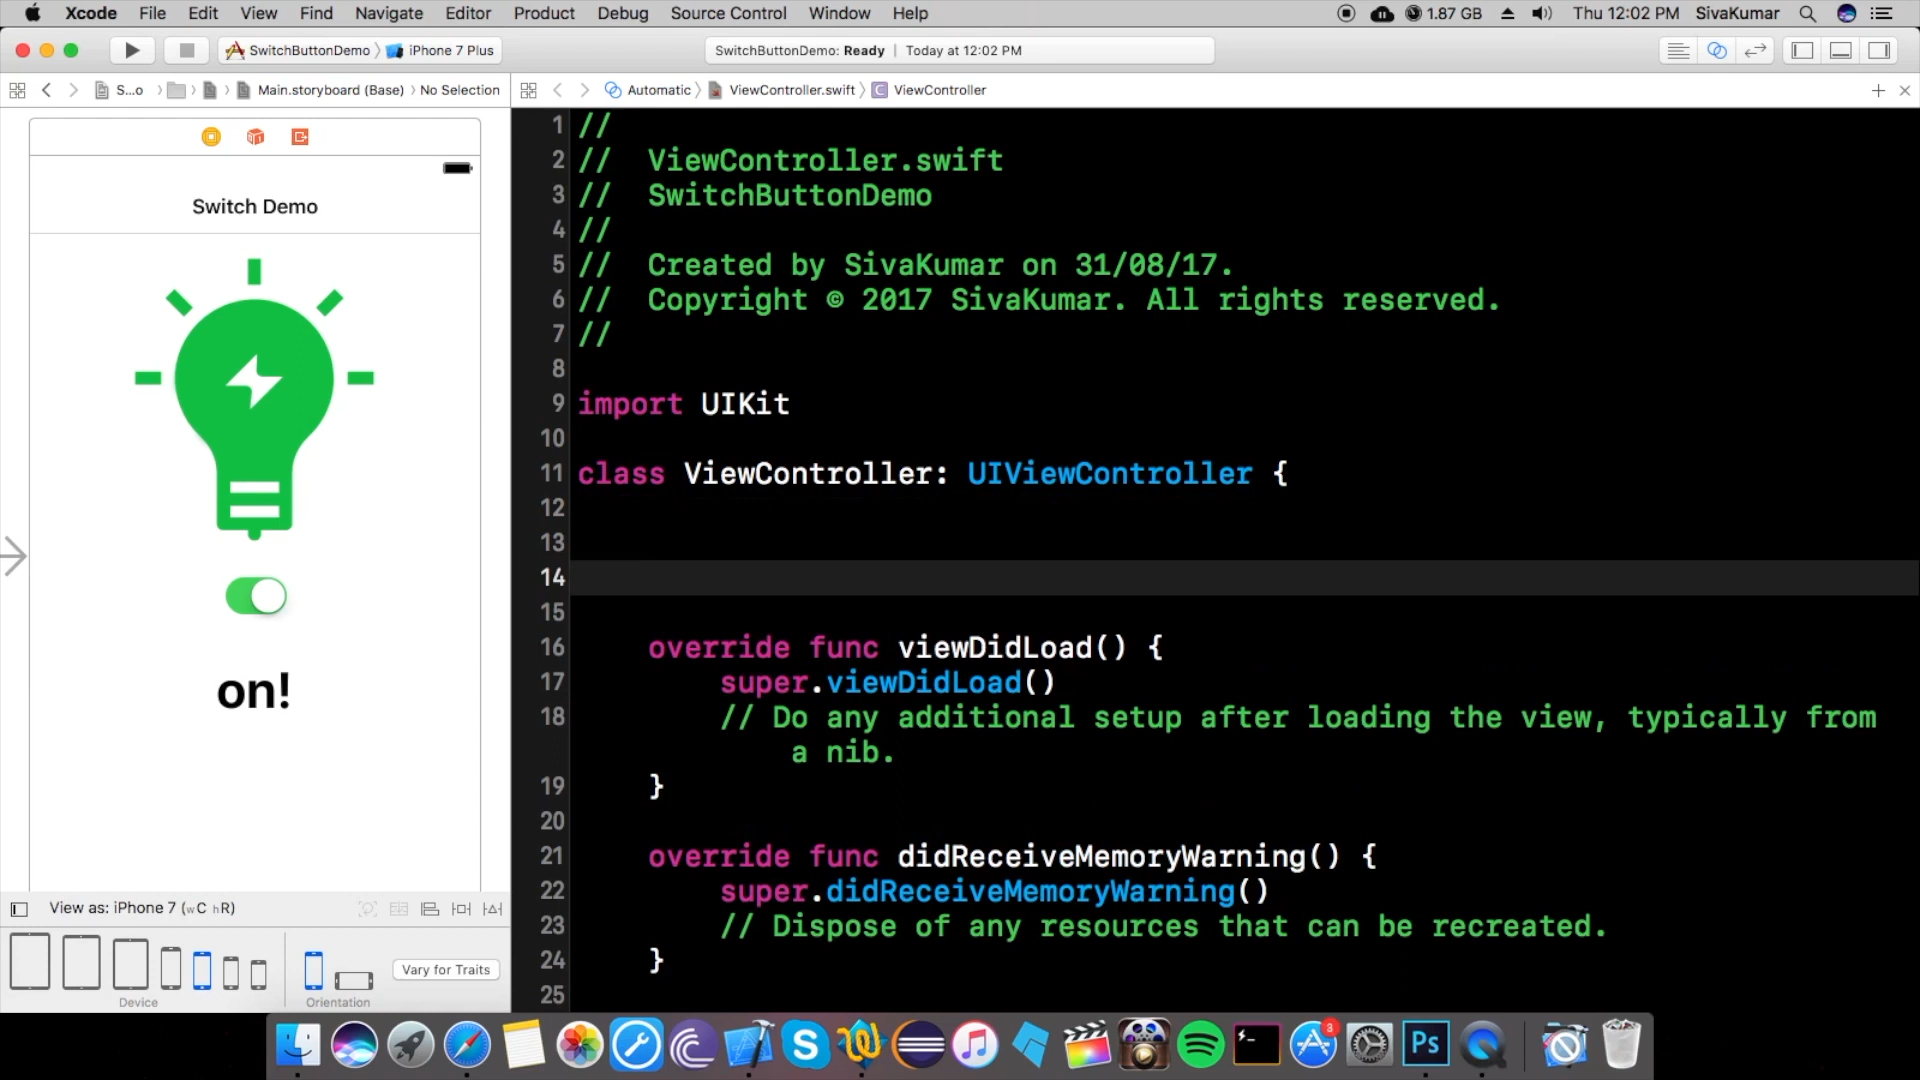 Xcode File Edit View Find Navigate Editor Product Debug Source Control Window Help 1.87 GB Thu 12:02 PM SivaKumar
SwitchButtonDemo iPhone 7 Plus SwitchButtonDemo: Ready | Today at 12:02 PM
S...o Main.storyboard (Base) No Selection Automatic ViewController.swift C ViewController
Switch Demo
on!
View as: iPhone 7 (wC hR)
Vary for Traits
Device Orientation
1 //
2 // ViewController.swift
3 // SwitchButtonDemo
4 //
5 // Created by SivaKumar on 31/08/17.
6 // Copyright © 2017 SivaKumar. All rights reserved.
7 //
8
9 import UIKit
10
11 class ViewController: UIViewController {
12
13
14
15
16 override func viewDidLoad() {
17 super.viewDidLoad()
18 // Do any additional setup after loading the view, typically from
a nib.
19 }
20
21 override func didReceiveMemoryWarning() {
22 super.didReceiveMemoryWarning()
23 // Dispose of any resources that can be recreated.
24 }
25
S 3 Ps